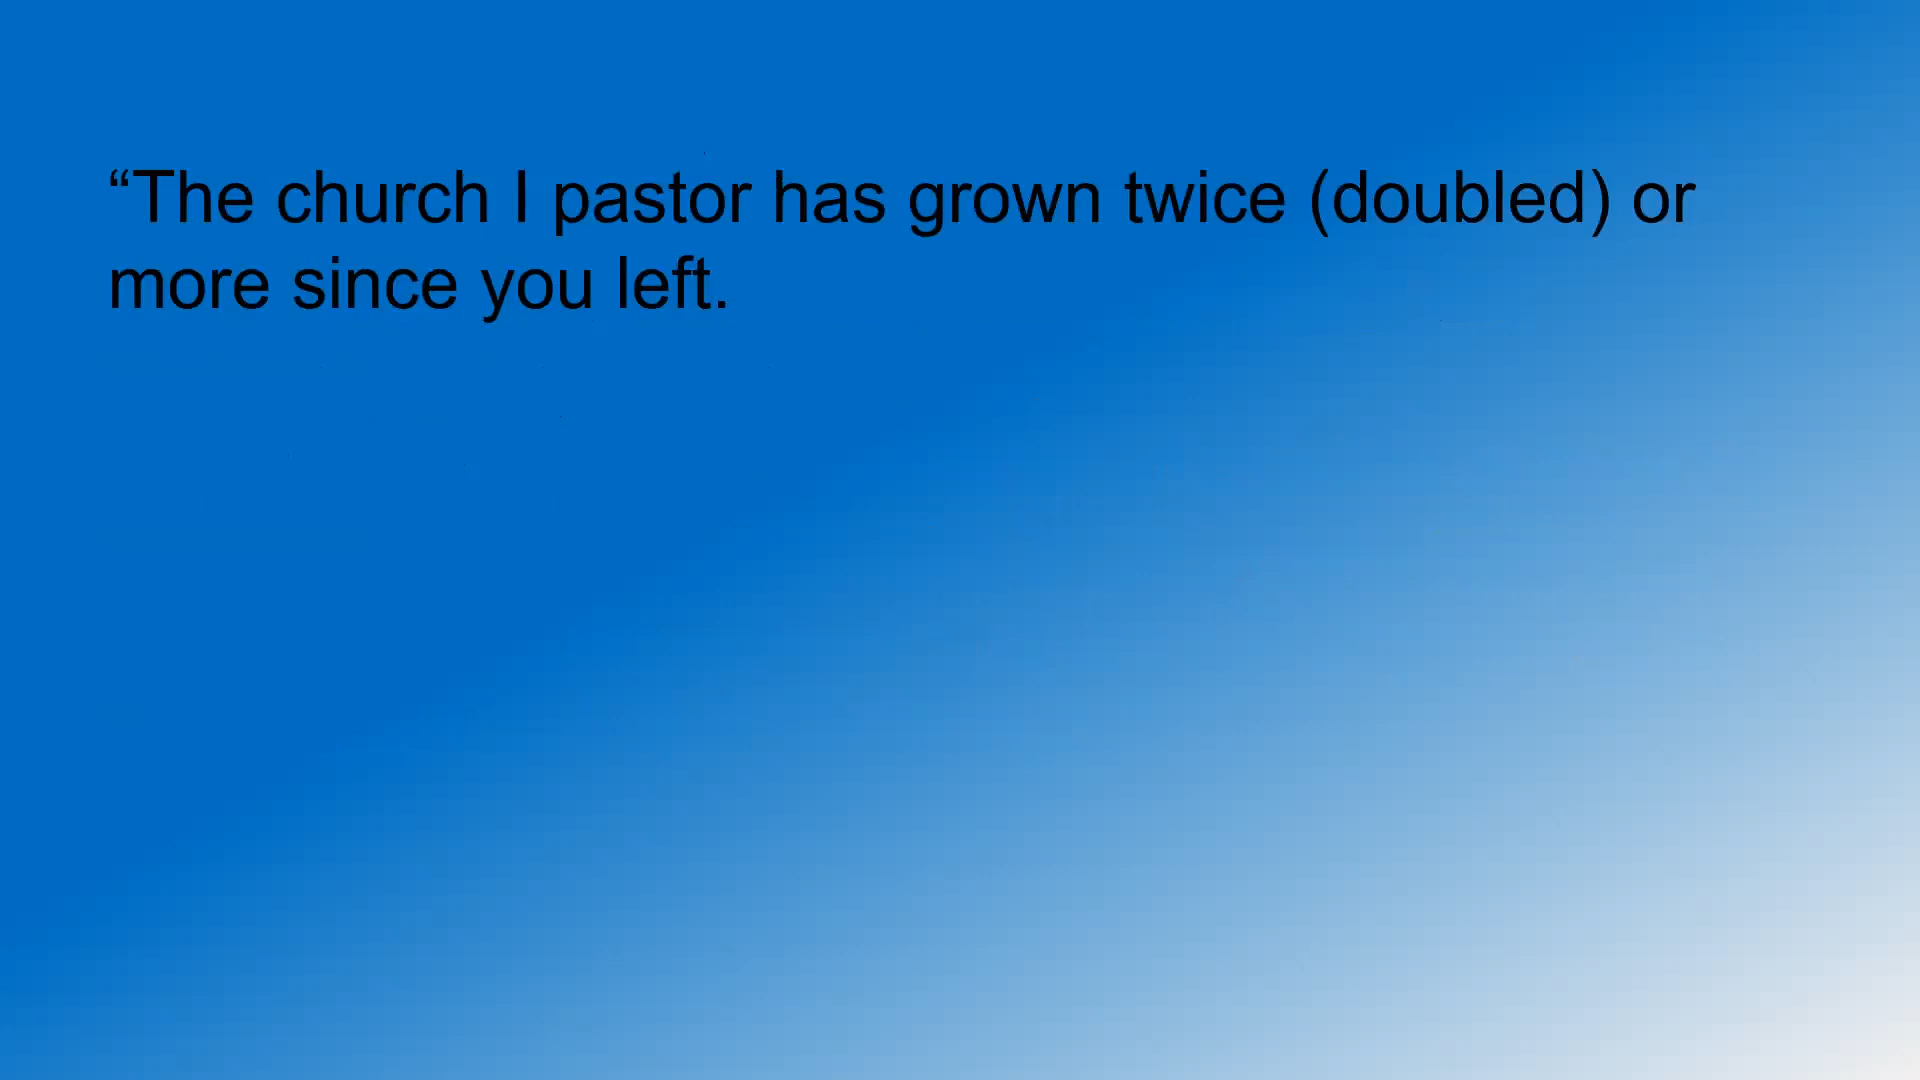 “The church I pastor has grown twice (doubled) or
more since you left.